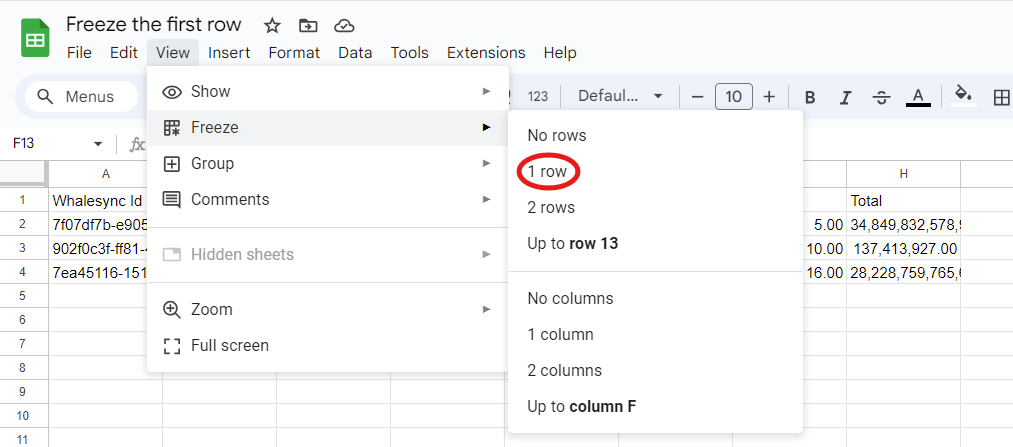 Freeze the first row
File Edit View Insert Format Data Tools Extensions Help
Menus 123 Defaul... − 10 + B I S A
F13 fx
A H
1 Whalesync Id Total
2 7f07df7b-e905 5.00 34,849,832,578,
3 902f0c3f-ff81- 10.00 137,413,927.00
4 7ea45116-151 16.00 28,228,759,765,
5
6
7
8
9
10
11
Show
Freeze
Group
Comments
Hidden sheets
Zoom
Full screen
No rows
1 row
2 rows
Up to row 13
No columns
1 column
2 columns
Up to column F